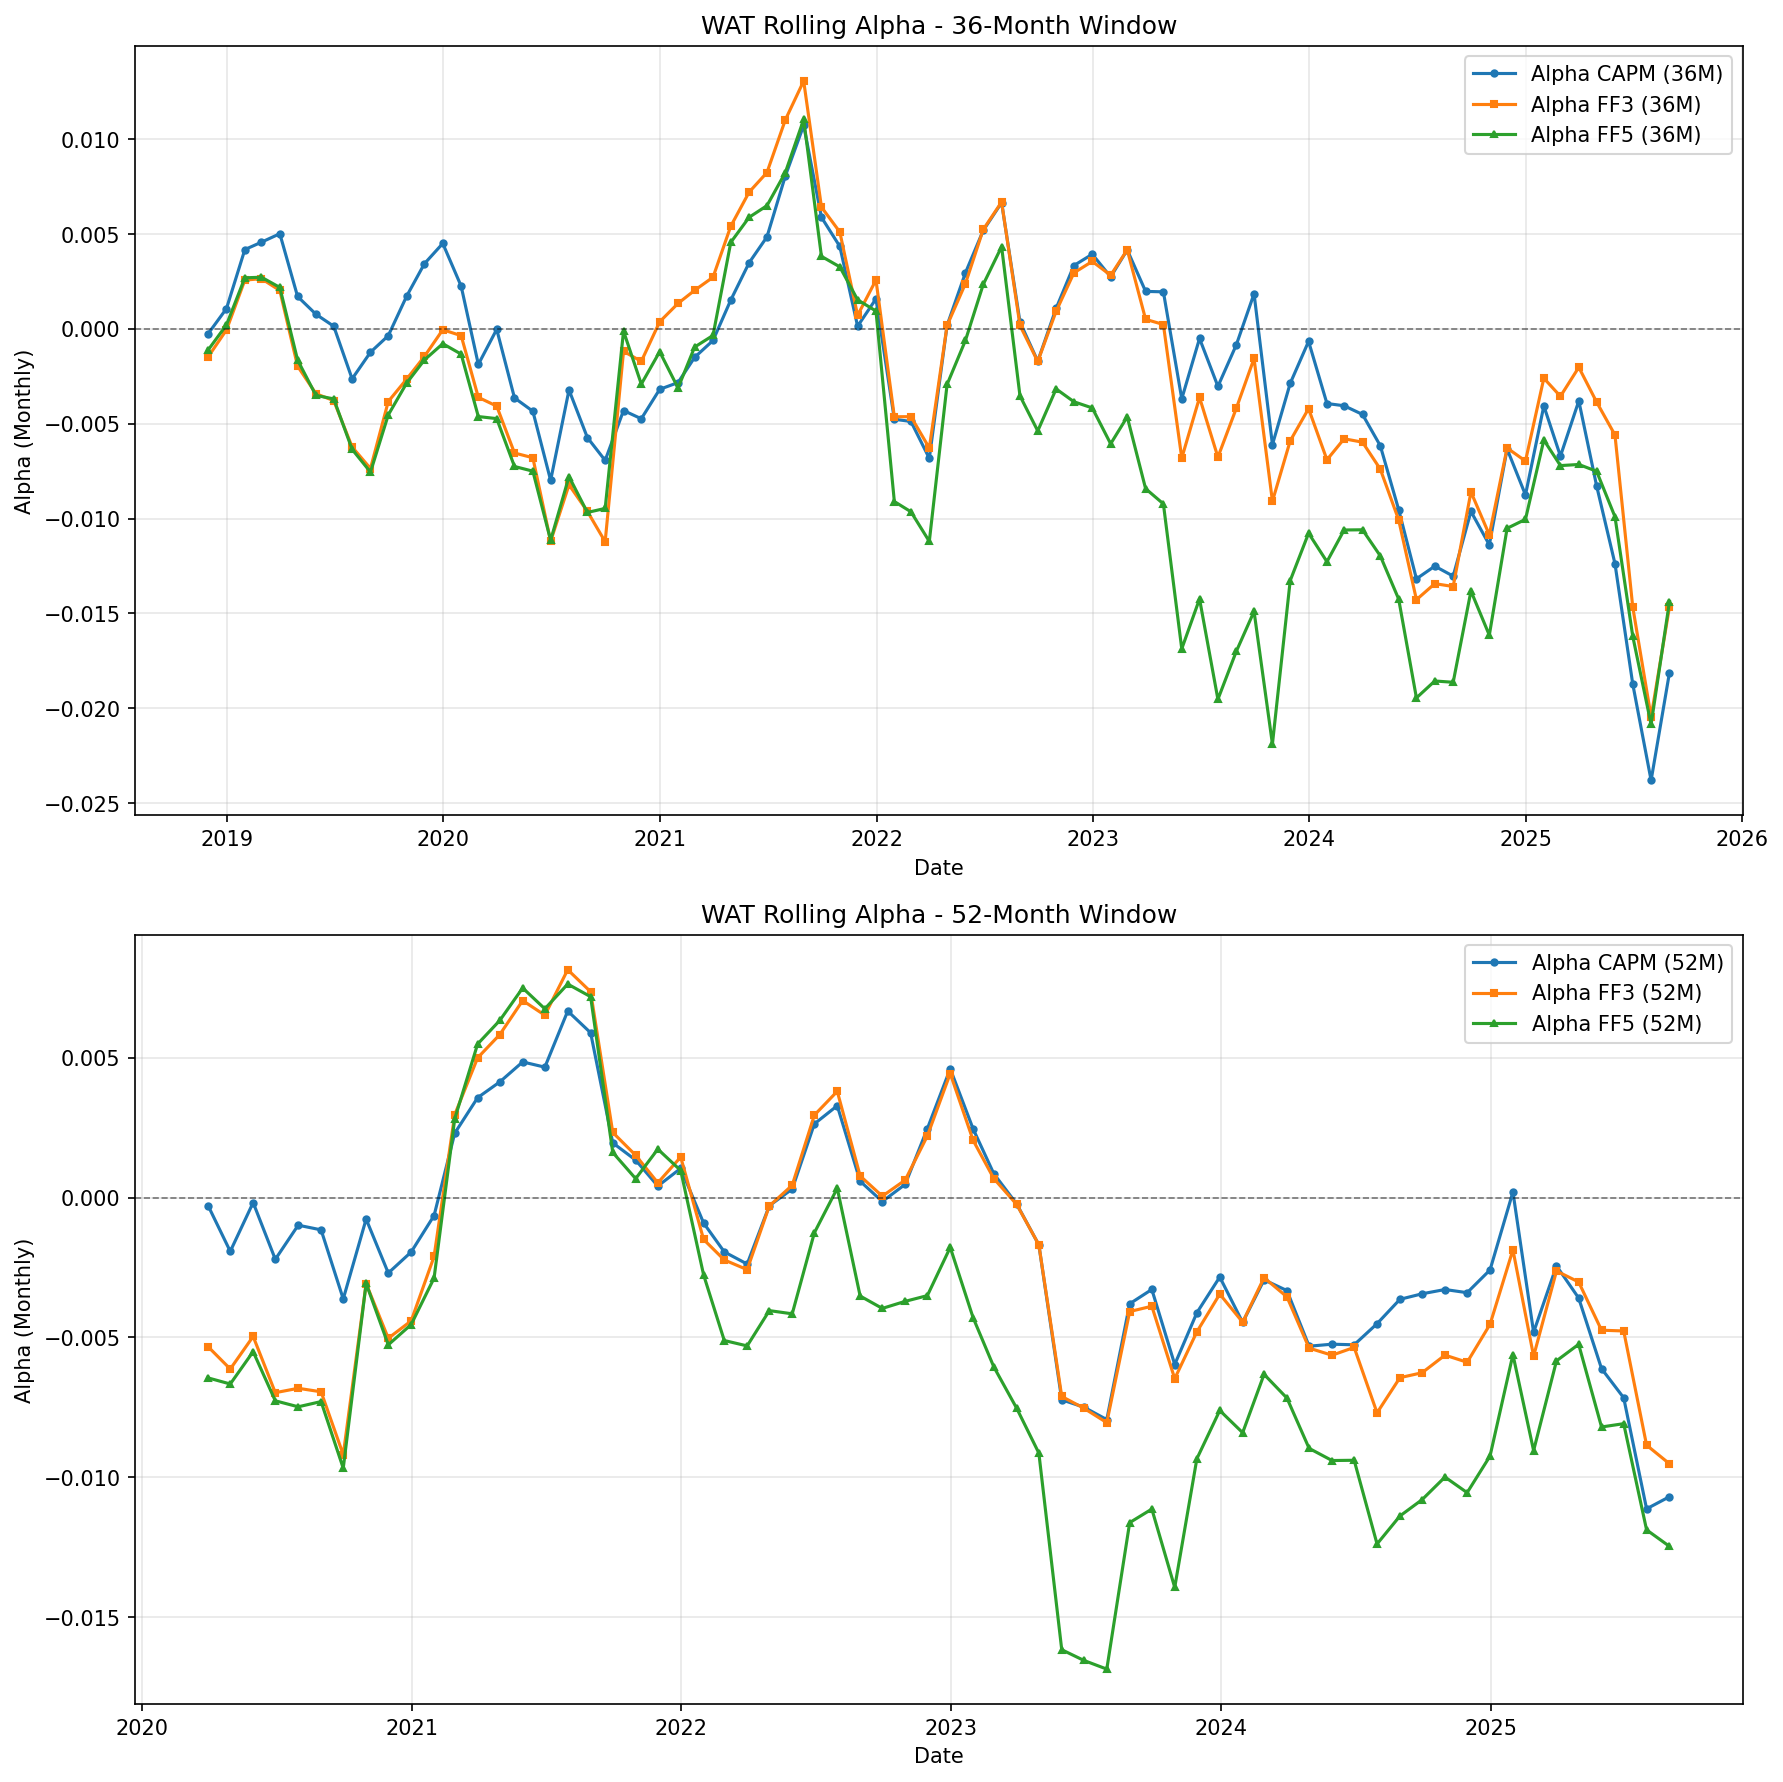 WAT Rolling Alpha - 36-Month Window
Alpha CAPM (36M)
Alpha FF3 (36M)
Alpha FF5 (36M)
Alpha (Monthly)
0.010
0.005
0.000
−0.005
−0.010
−0.015
−0.020
−0.025
2019 2020 2021 2022 2023 2024 2025 2026
Date
WAT Rolling Alpha - 52-Month Window
Alpha CAPM (52M)
Alpha FF3 (52M)
Alpha FF5 (52M)
Alpha (Monthly)
0.005
0.000
−0.005
−0.010
−0.015
2020 2021 2022 2023 2024 2025
Date